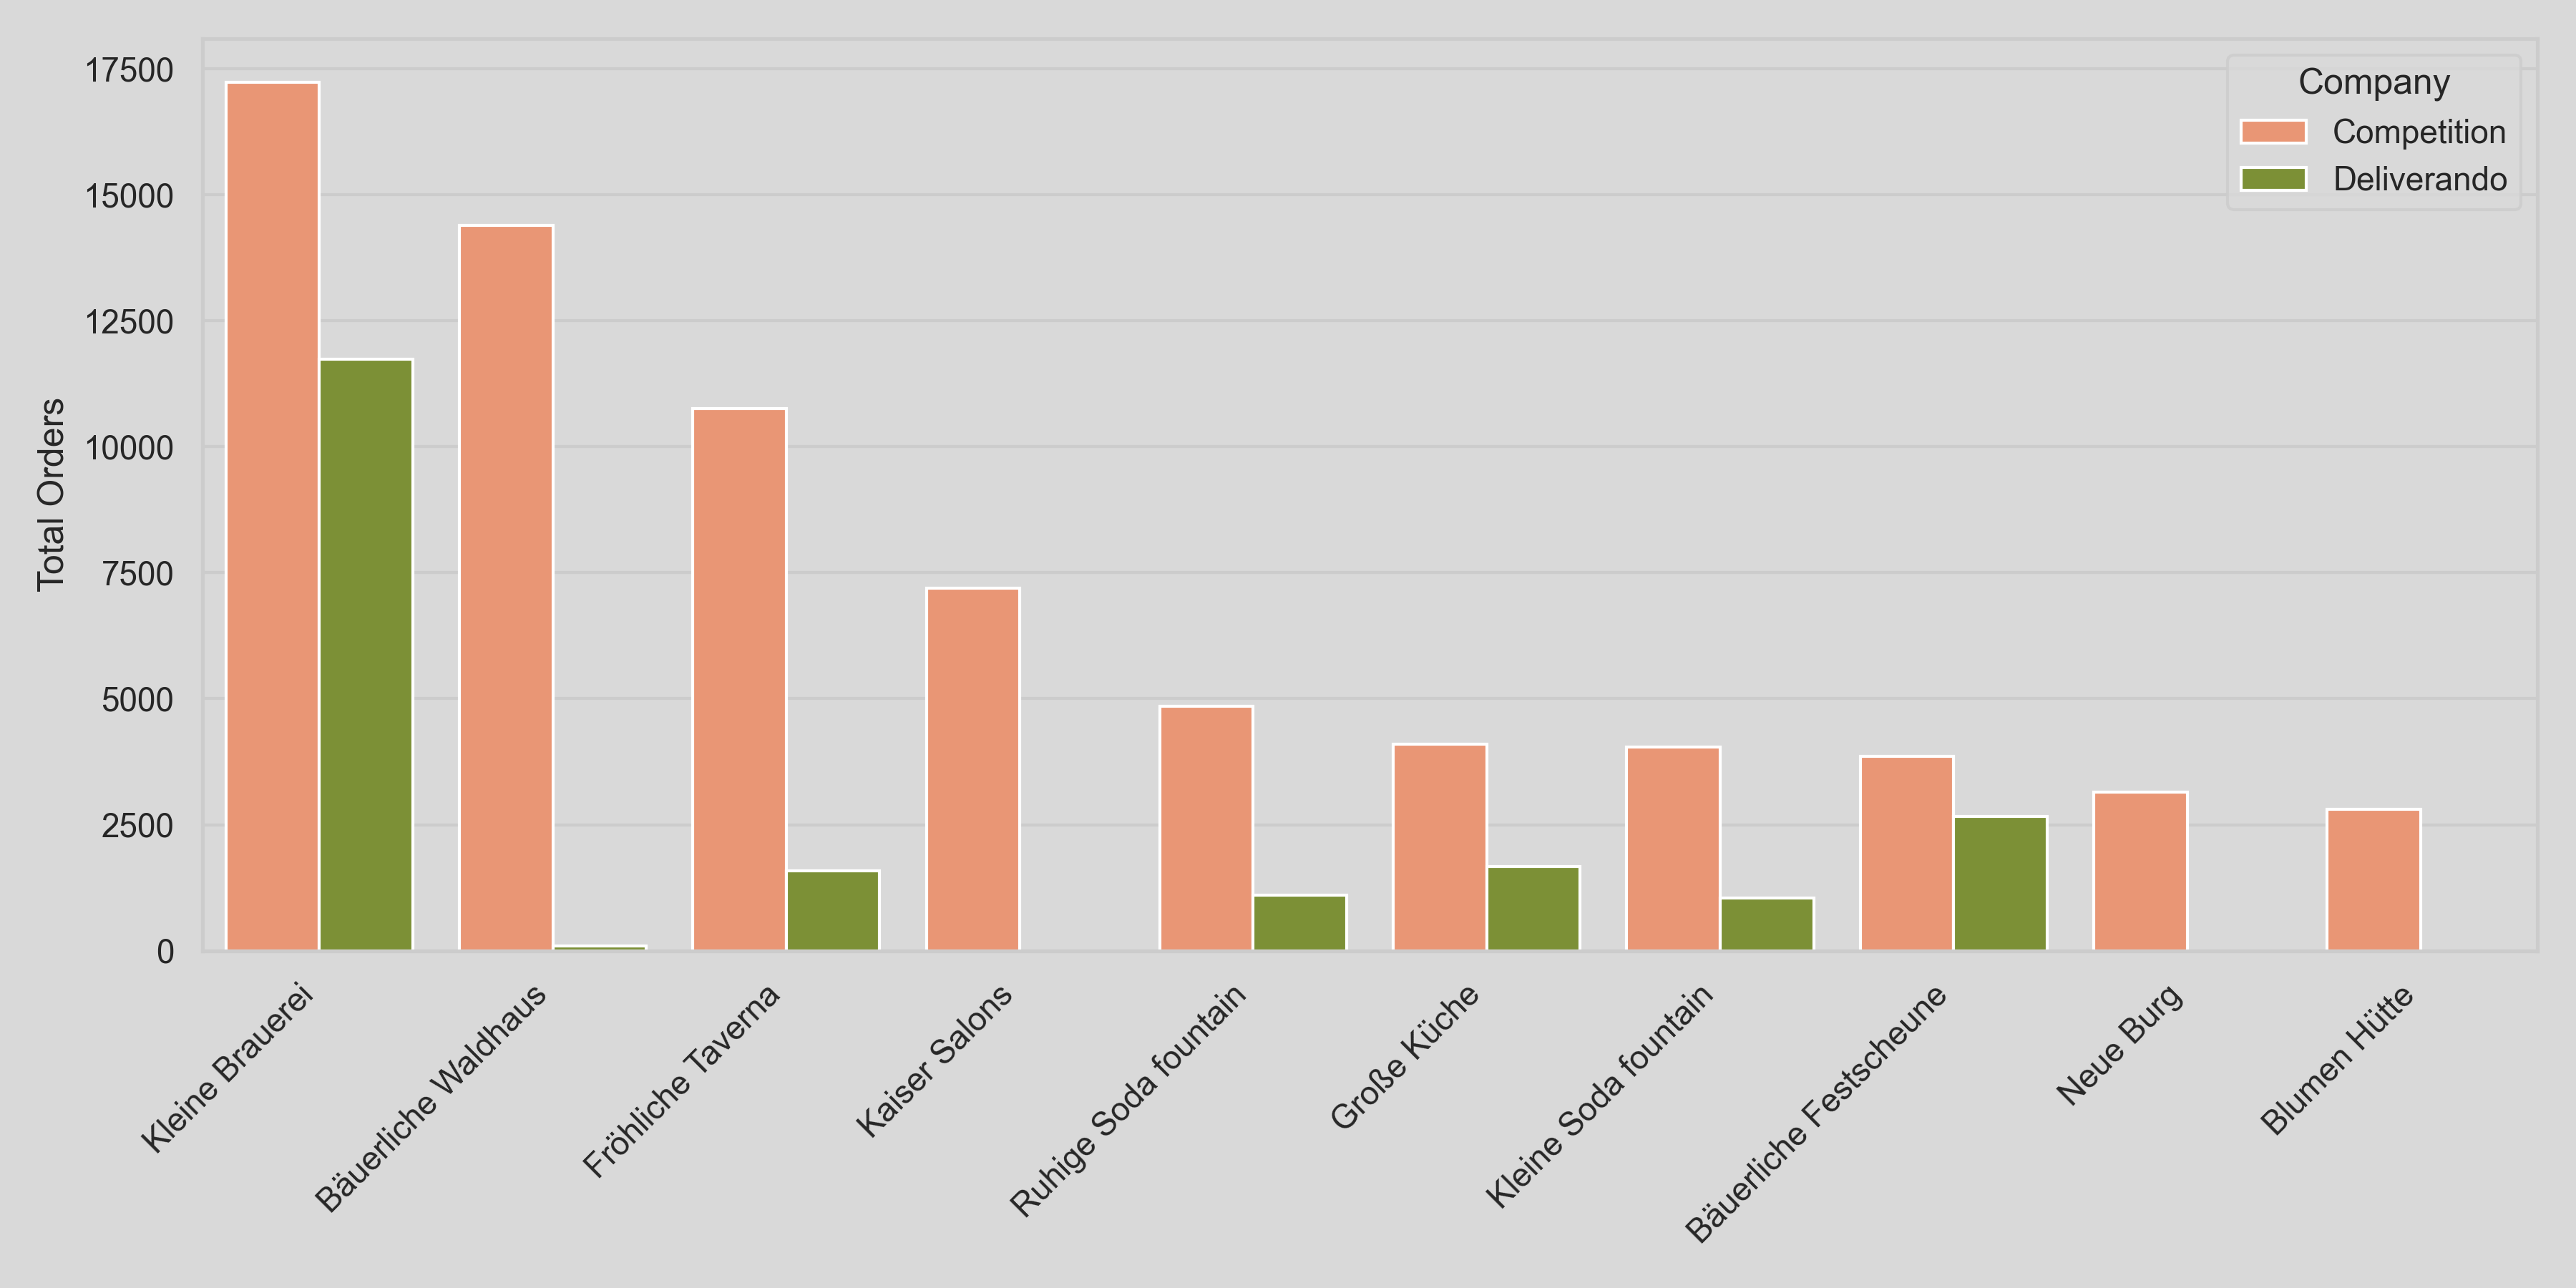 17500
15000
12500
10000
7500
5000
2500
0
Total Orders
Company
Competition
Deliverando
Kleine Brauerei
Bäuerliche Waldhaus
Fröhliche Taverna
Kaiser Salons
Ruhige Soda fountain
Große Küche
Kleine Soda fountain
Bäuerliche Festscheune
Neue Burg
Blumen Hütte